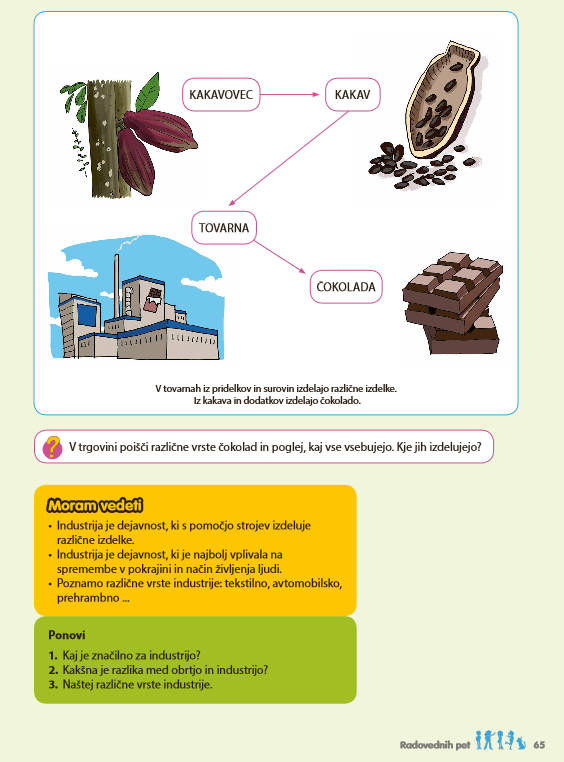 KAKAVOVEC
KAKAV
TOVARNA
ČOKOLADA
V tovarnah iz pridelkov in surovin izdelajo različne izdelke.
Iz kakava in dodatkov izdelajo čokolado.
? V trgovini poišči različne vrste čokolad in poglej, kaj vse vsebujejo. Kje jih izdelujejo?
Moram vedeti
• Industrija je dejavnost, ki s pomočjo strojev izdeluje
različne izdelke.
• Industrija je dejavnost, ki je najbolj vplivala na
spremembe v pokrajini in način življenja ljudi.
• Poznamo različne vrste industrije: tekstilno, avtomobilsko,
prehrambno ...
Ponovi
1. Kaj je značilno za industrijo?
2. Kakšna je razlika med obrtjo in industrijo?
3. Naštej različne vrste industrije.
Radovednih pet 65